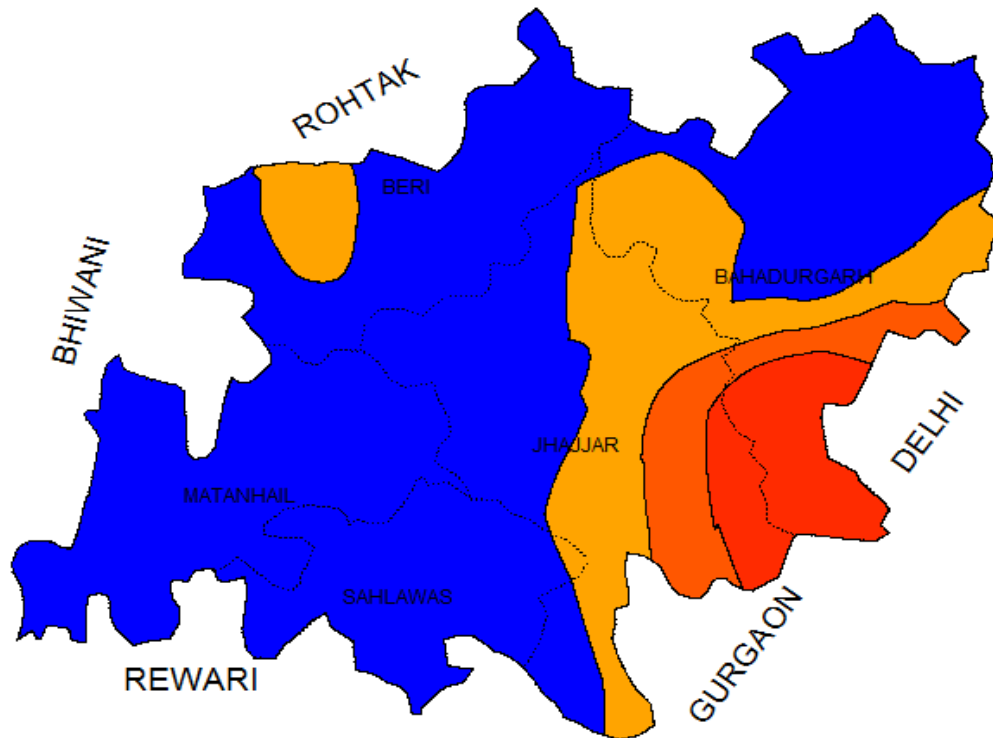 ROHTAK
BERI
BHIWANI
BAHADURGARH
DELHI
JHAJJAR
MATANHAIL
SAHLAWAS
GURGAON
REWARI